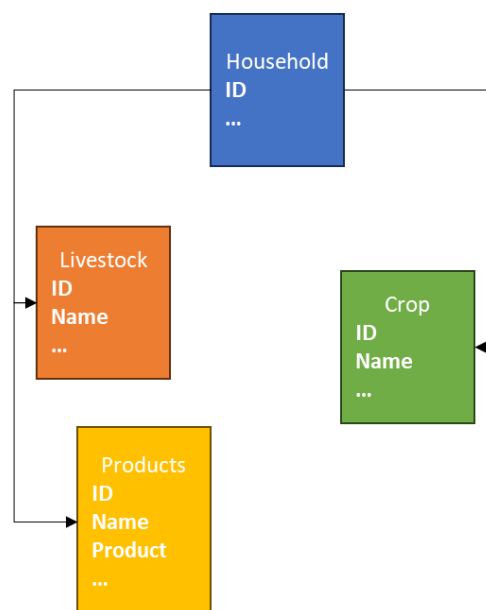 Household
ID
...
Livestock
ID
Name
...
Crop
ID
Name
...
Products
ID
Name
Product
...